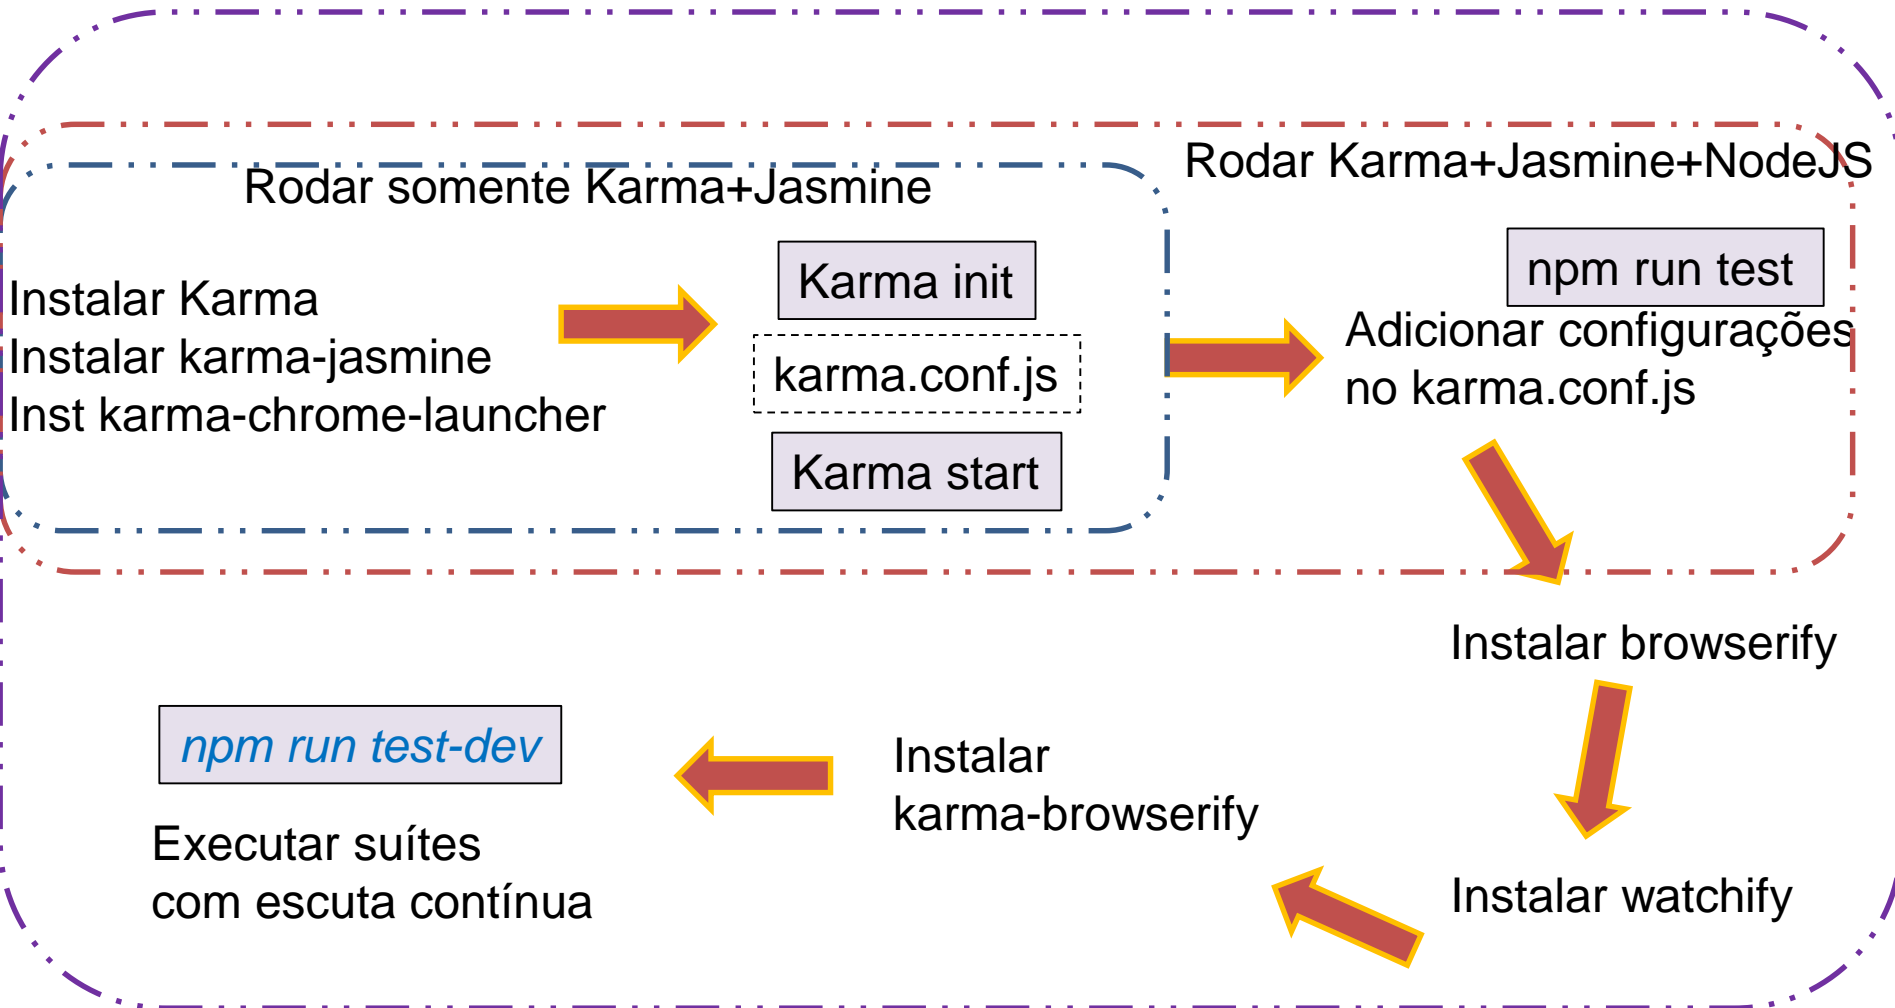 Rodar somente Karma+Jasmine
Instalar Karma
Instalar karma-jasmine
Inst karma-chrome-launcher
Karma init
karma.conf.js
Karma start
Rodar Karma+Jasmine+NodeJS
npm run test
Adicionar configurações
no karma.conf.js
Instalar browserify
Instalar watchify
Instalar
karma-browserify
npm run test-dev
Executar suítes
com escuta contínua